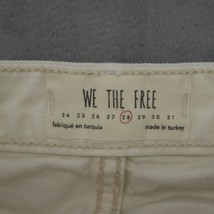 WE THE FREE
24 25 26 27 28 29 30 31
fabriqué en turquie made in turkey